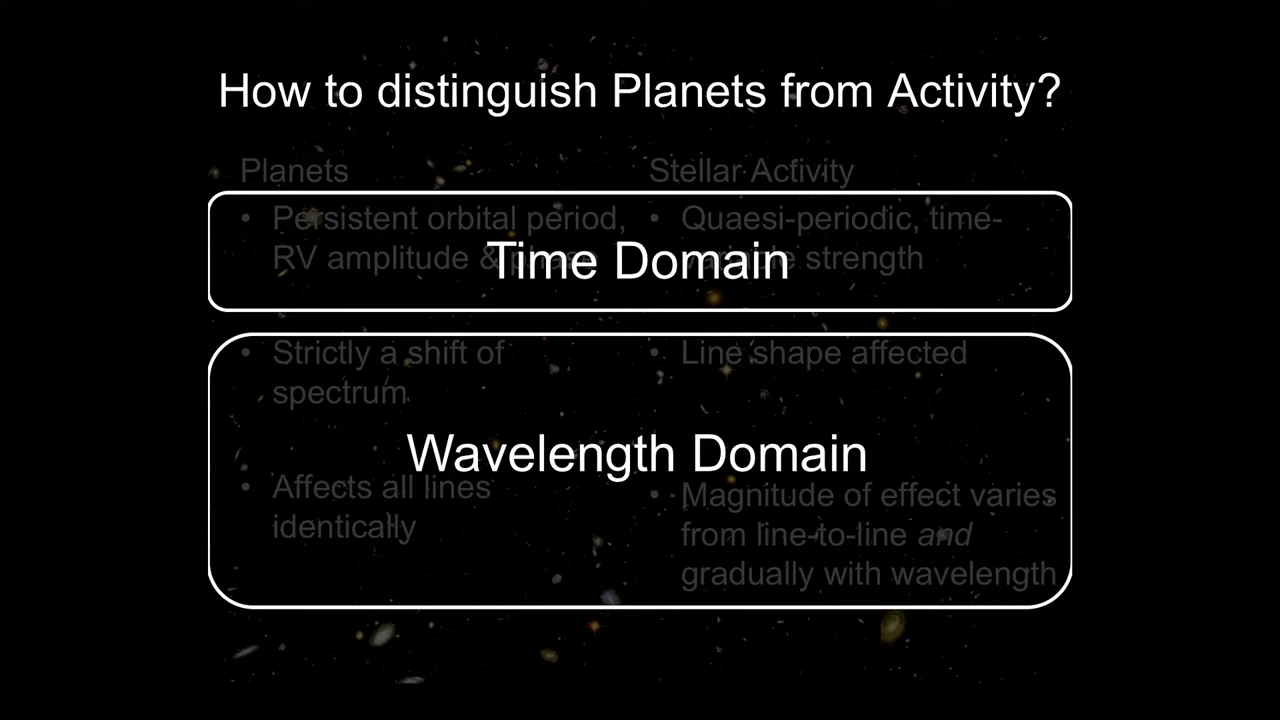 How to distinguish Planets from Activity?
Planets
Stellar Activity
• Persistent orbital period,
RV amplitude &
• Quaesi-periodic, time-
strength
Time Domain
• Strictly a shift of
spectrum
• Line shape affected
Wavelength Domain
• Affects all lines
identically
• Magnitude of effect varies
from line-to-line and
gradually with wavelength